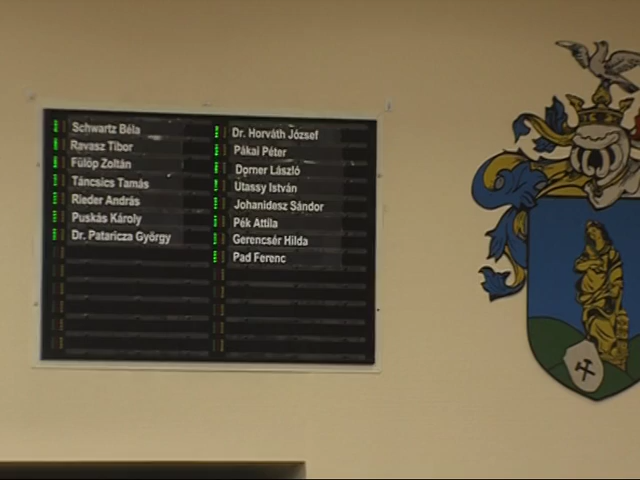 Schwartz Béla
Ravasz Tibor
Fülöp Zoltán
Táncsics Tamás
Rieder András
Puskás Károly
Dr. Pataricza György
Dr. Horváth József
Pákai Péter
Dorner László
Utassy István
Johanidesz Sándor
Pék Attila
Gerencsér Hilda
Pad Ferenc